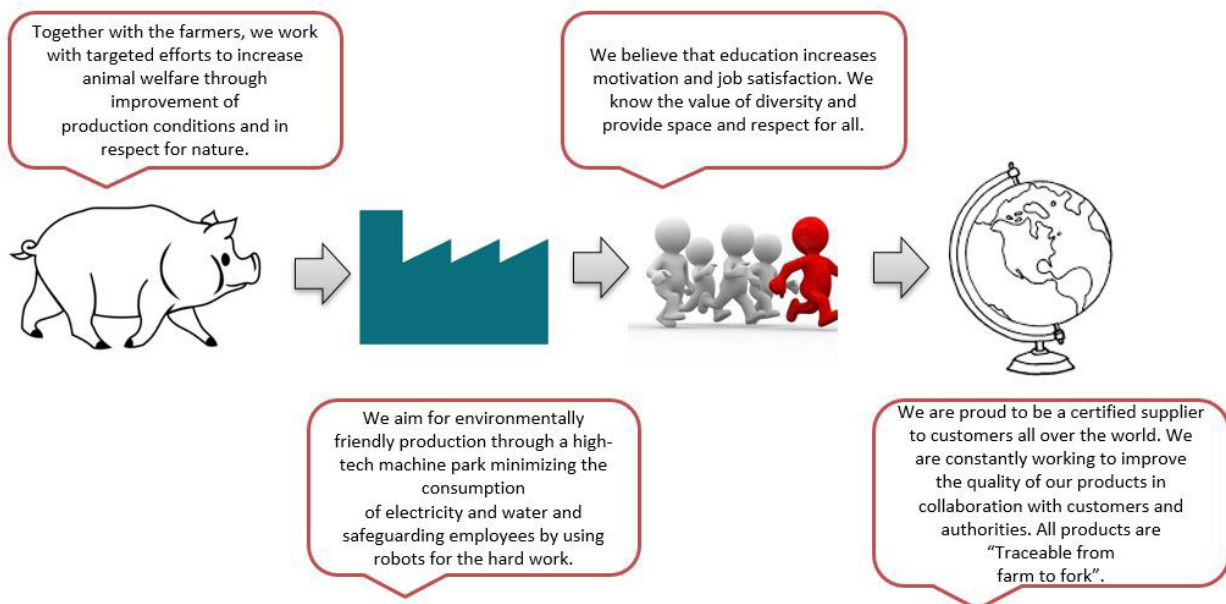 Together with the farmers, we work
with targeted efforts to increase
animal welfare through
improvement of
production conditions and in
respect for nature.
We aim for environmentally
friendly production through a high-
tech machine park minimizing the
consumption
of electricity and water and
safeguarding employees by using
robots for the hard work.
We believe that education increases
motivation and job satisfaction. We
know the value of diversity and
provide space and respect for all.
We are proud to be a certified supplier
to customers all over the world. We
are constantly working to improve
the quality of our products in
collaboration with customers and
authorities. All products are
“Traceable from
farm to fork”.